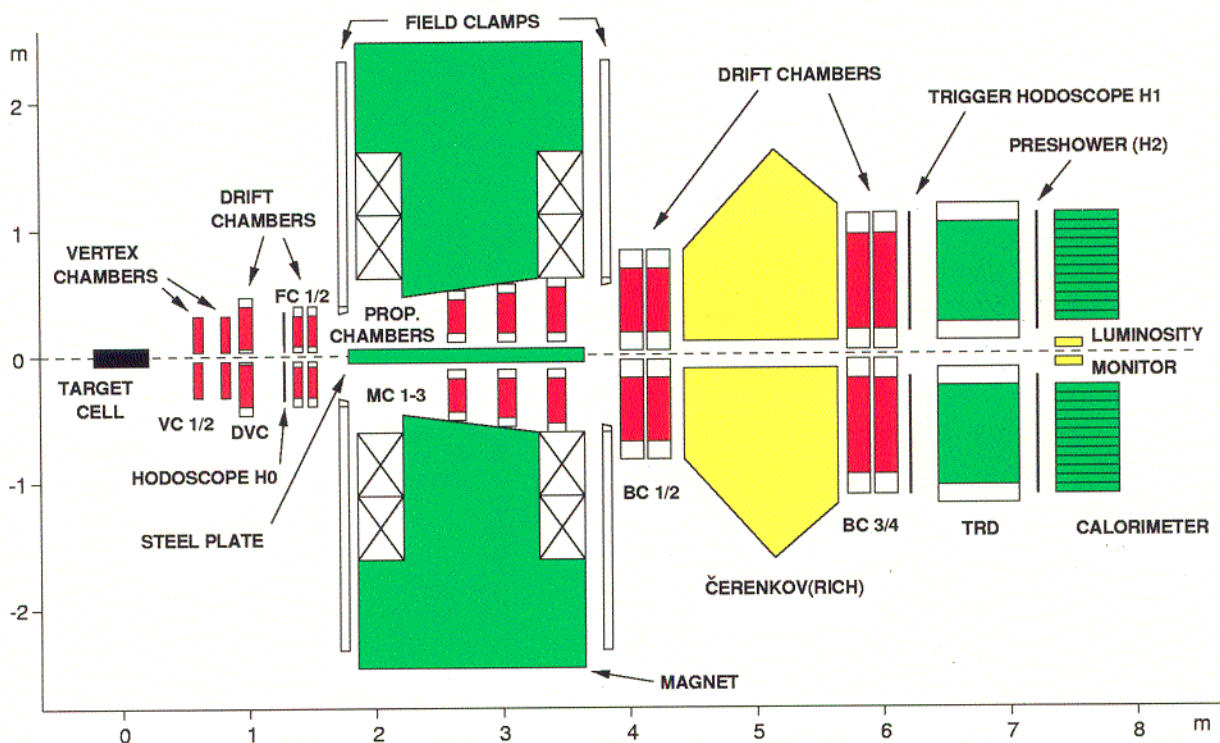 FIELD CLAMPS
m
2
1
0
-1
-2
DRIFT CHAMBERS
TRIGGER HODOSCOPE H1
PRESHOWER (H2)
DRIFT
CHAMBERS
VERTEX
CHAMBERS
FC 1/2
PROP.
CHAMBERS
LUMINOSITY
MONITOR
TARGET
CELL
VC 1/2
DVC
MC 1-3
HODOSCOPE H0
STEEL PLATE
BC 1/2
BC 3/4
TRD
CALORIMETER
ČERENKOV(RICH)
MAGNET
0
1
2
3
4
5
6
7
8
m